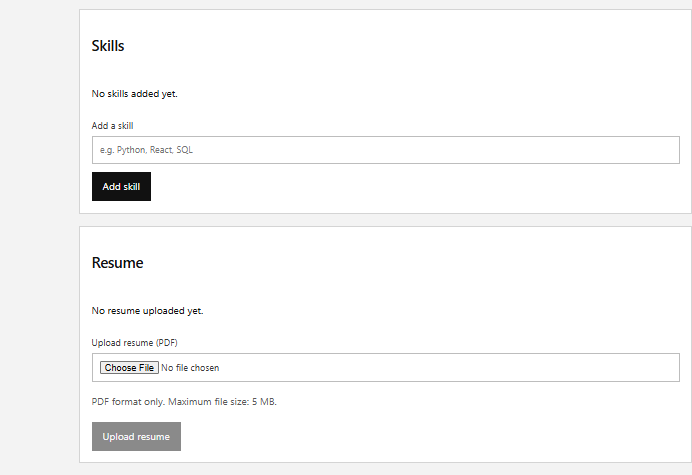 Skills
No skills added yet.
Add a skill
e.g. Python, React, SQL
Add skill
Resume
No resume uploaded yet.
Upload resume (PDF)
Choose File No file chosen
PDF format only. Maximum file size: 5 MB.
Upload resume